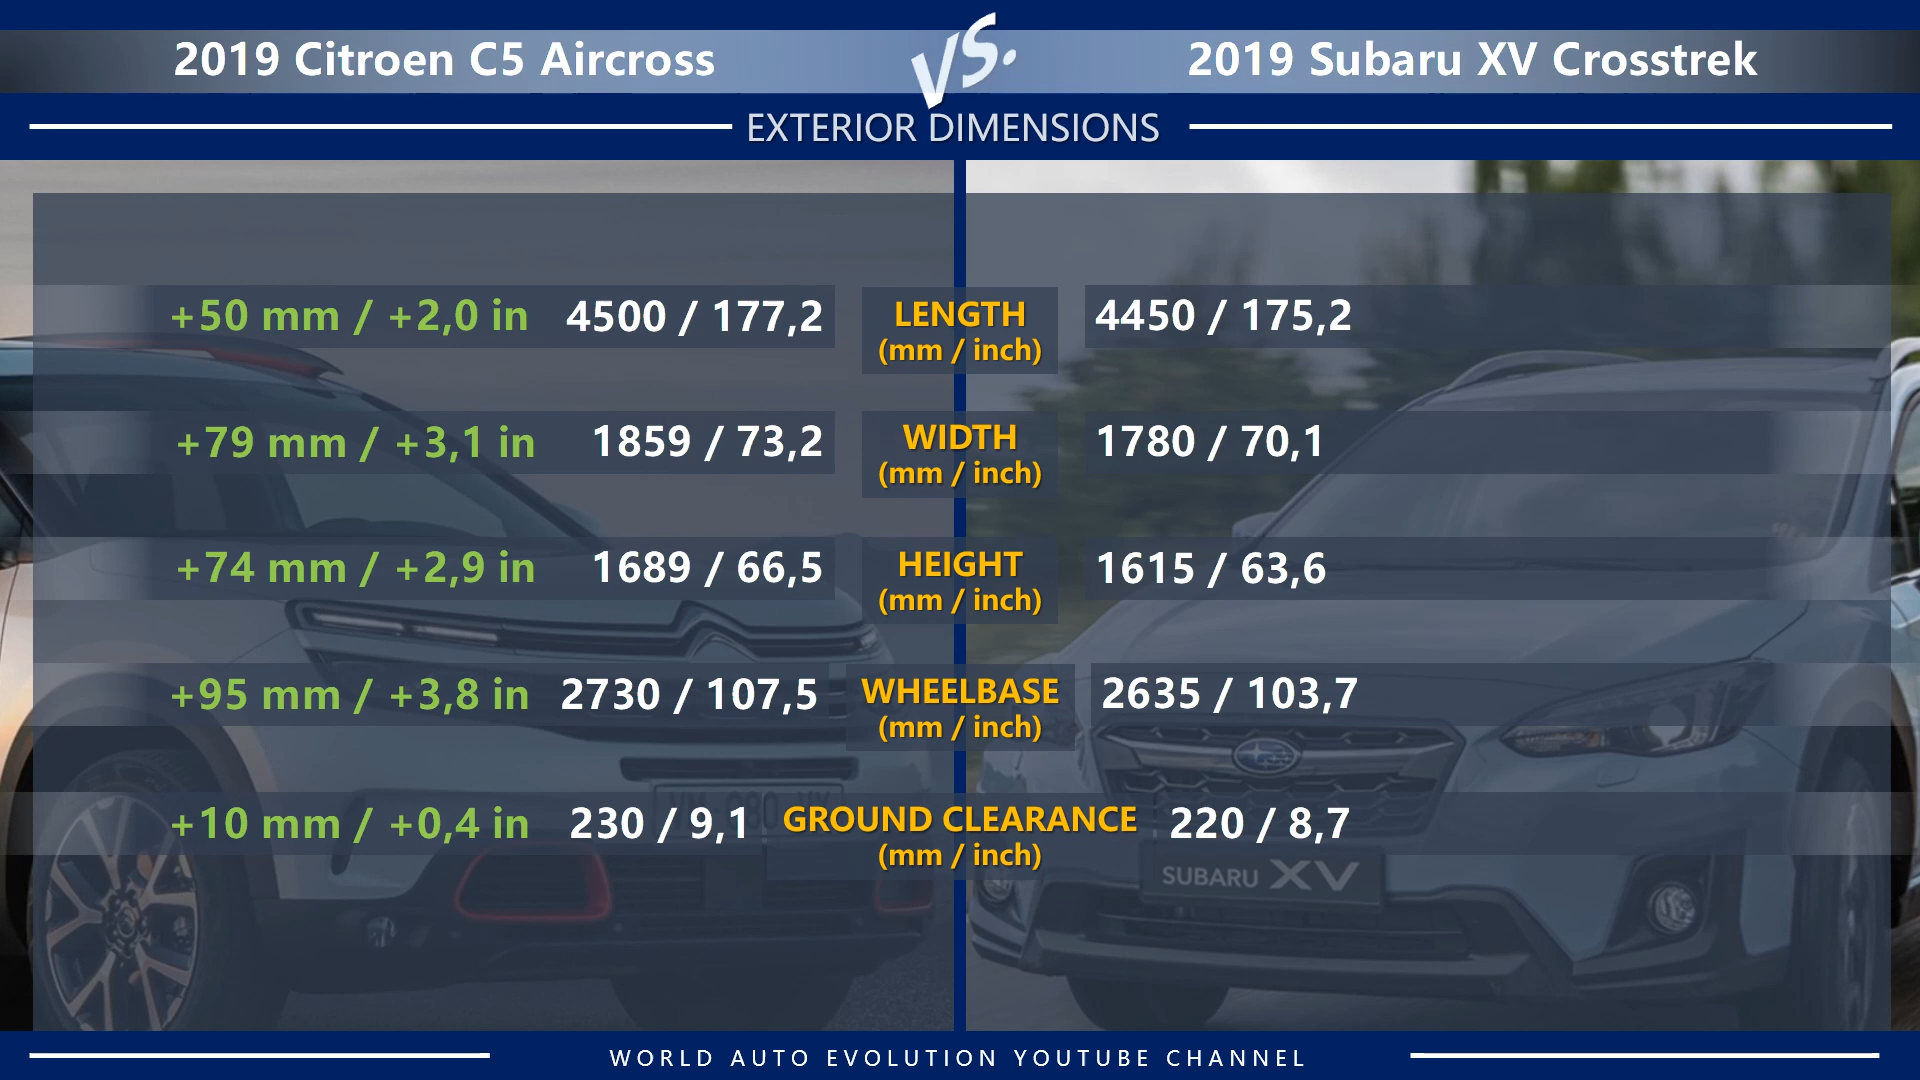 2019 Citroen C5 Aircross VS. 2019 Subaru XV Crosstrek
EXTERIOR DIMENSIONS
+50 mm / +2,0 in 4500 / 177,2 LENGTH 4450 / 175,2
(mm / inch)
+79 mm / +3,1 in 1859 / 73,2 WIDTH 1780 / 70,1
(mm / inch)
+74 mm / +2,9 in 1689 / 66,5 HEIGHT 1615 / 63,6
(mm / inch)
+95 mm / +3,8 in 2730 / 107,5 WHEELBASE 2635 / 103,7
(mm / inch)
+10 mm / +0,4 in 230 / 9,1 GROUND CLEARANCE 220 / 8,7
(mm / inch)
SUBARU XV
WORLD AUTO EVOLUTION YOUTUBE CHANNEL